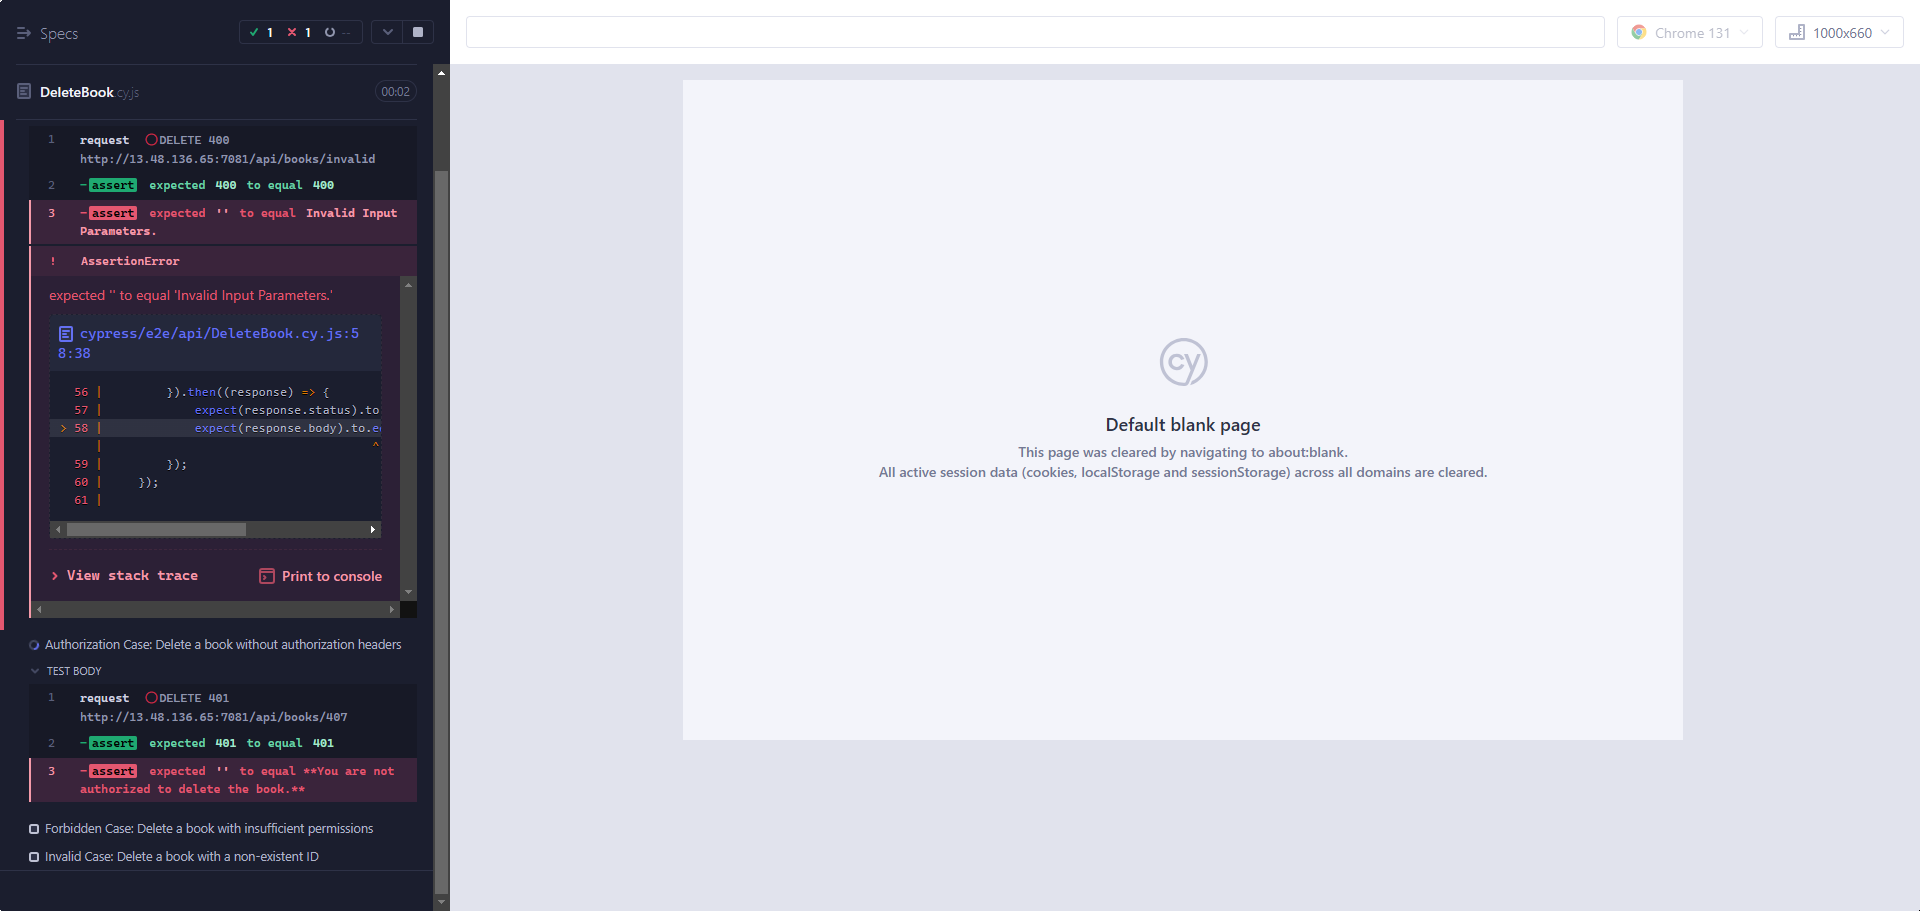 Specs
1 1 --
Chrome 131
1000x660
DeleteBook.cy.js 00:02
1 request DELETE 400
http://13.48.136.65:7081/api/books/invalid
2 -assert expected 400 to equal 400
3 -assert expected '' to equal Invalid Input
Parameters.
! AssertionError
expected '' to equal 'Invalid Input Parameters.'
cypress/e2e/api/DeleteBook.cy.js:5
8:38
56 | }).then((response) => {
57 | expect(response.status).to
> 58 | expect(response.body).to.e
| ^
59 | });
60 | });
61 |
> View stack trace Print to console
Authorization Case: Delete a book without authorization headers
TEST BODY
1 request DELETE 401
http://13.48.136.65:7081/api/books/407
2 -assert expected 401 to equal 401
3 -assert expected '' to equal **You are not
authorized to delete the book.**
Forbidden Case: Delete a book with insufficient permissions
Invalid Case: Delete a book with a non-existent ID
cy
Default blank page
This page was cleared by navigating to about:blank.
All active session data (cookies, localStorage and sessionStorage) across all domains are cleared.